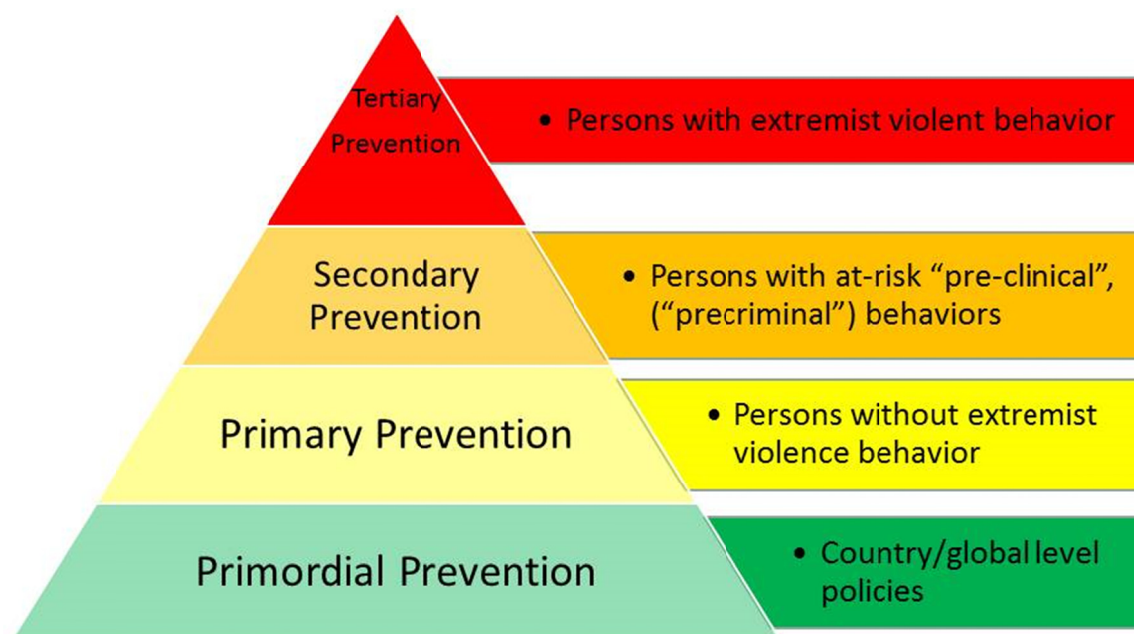 Tertiary
Prevention
• Persons with extremist violent behavior
Secondary
Prevention
• Persons with at-risk “pre-clinical”,
(“precriminal”) behaviors
Primary Prevention
• Persons without extremist
violence behavior
Primordial Prevention
• Country/global level
policies